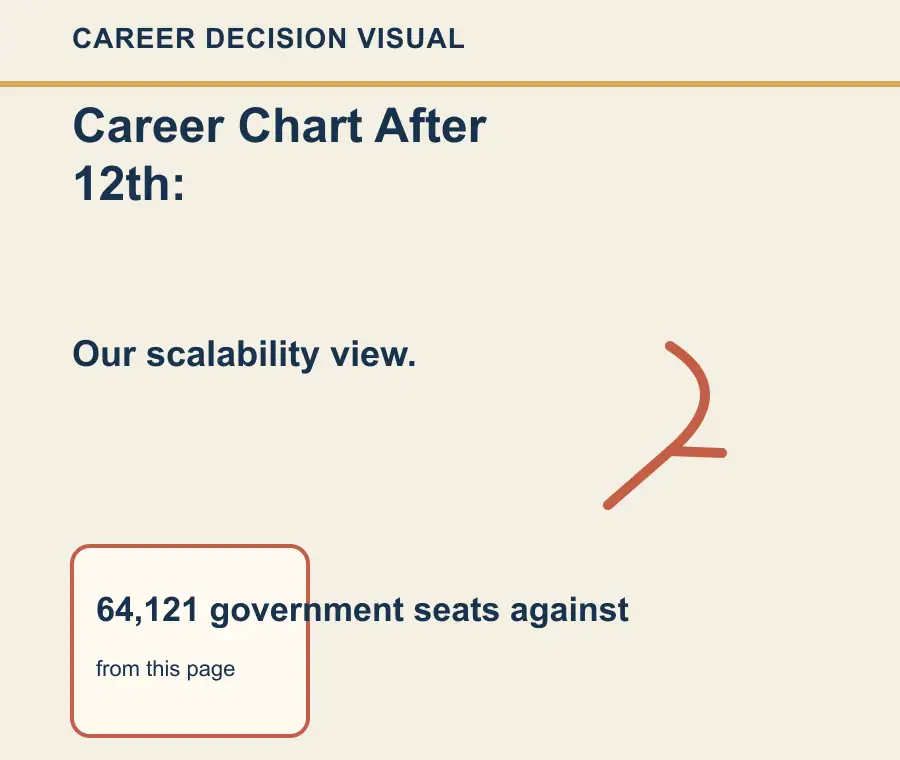 CAREER DECISION VISUAL
Career Chart After
12th:
Our scalability view.
64,121 government seats against
from this page